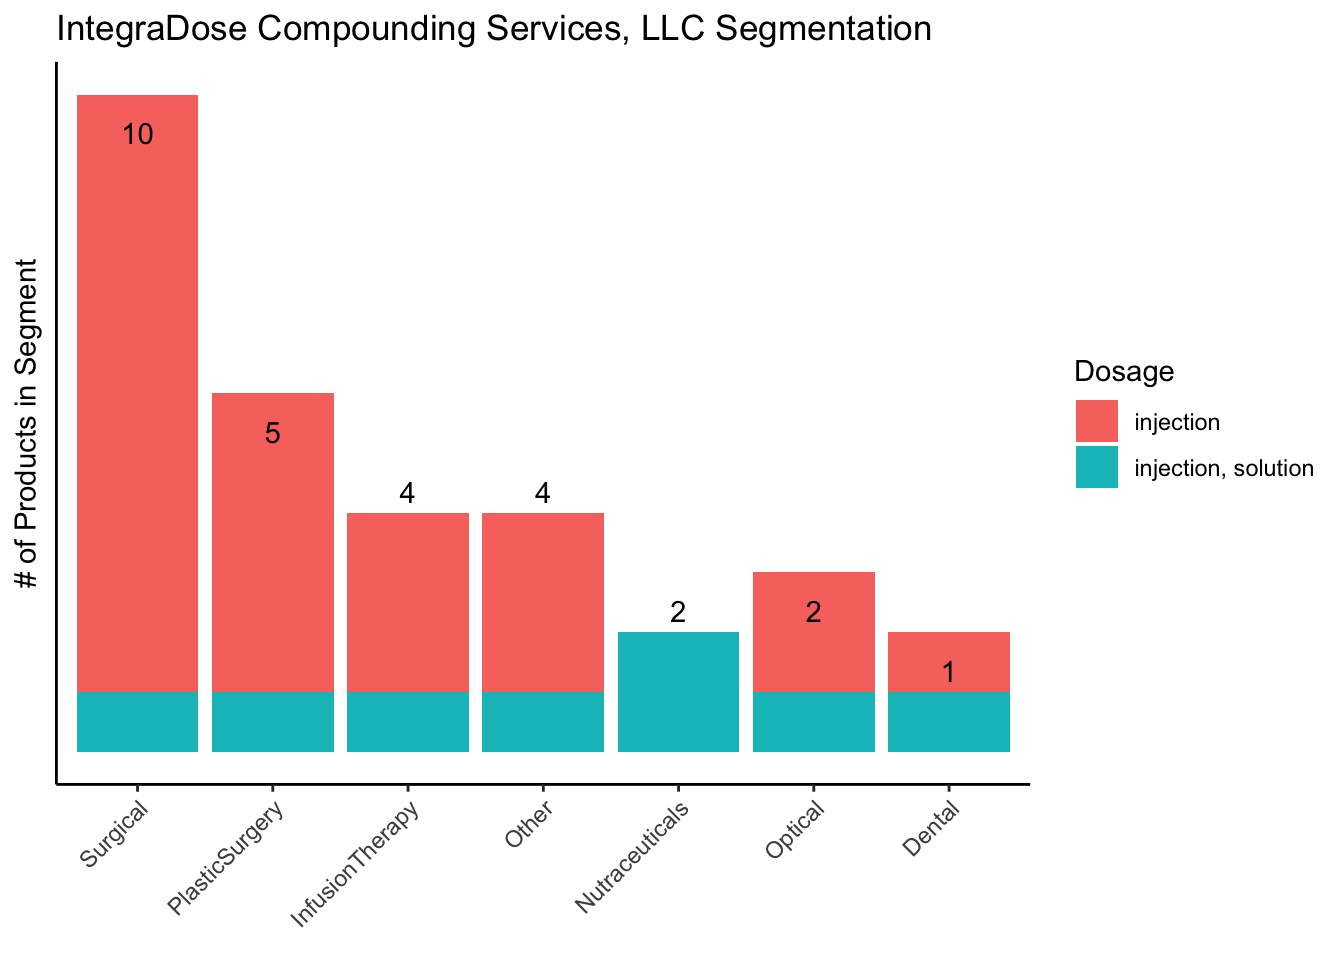 IntegraDose Compounding Services, LLC Segmentation
# of Products in Segment
10
5
4
4
2
2
1
Surgical
PlasticSurgery
InfusionTherapy
Other
Nutraceuticals
Optical
Dental
Dosage
injection
injection, solution